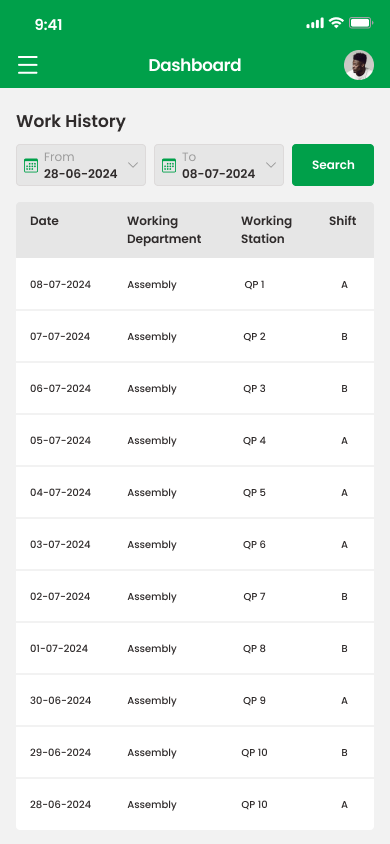 9:41
Dashboard
Work History
From
28-06-2024
To
08-07-2024
Search
Date Working Department Working Station Shift
08-07-2024 Assembly QP 1 A
07-07-2024 Assembly QP 2 B
06-07-2024 Assembly QP 3 B
05-07-2024 Assembly QP 4 A
04-07-2024 Assembly QP 5 A
03-07-2024 Assembly QP 6 A
02-07-2024 Assembly QP 7 B
01-07-2024 Assembly QP 8 B
30-06-2024 Assembly QP 9 A
29-06-2024 Assembly QP 10 B
28-06-2024 Assembly QP 10 A